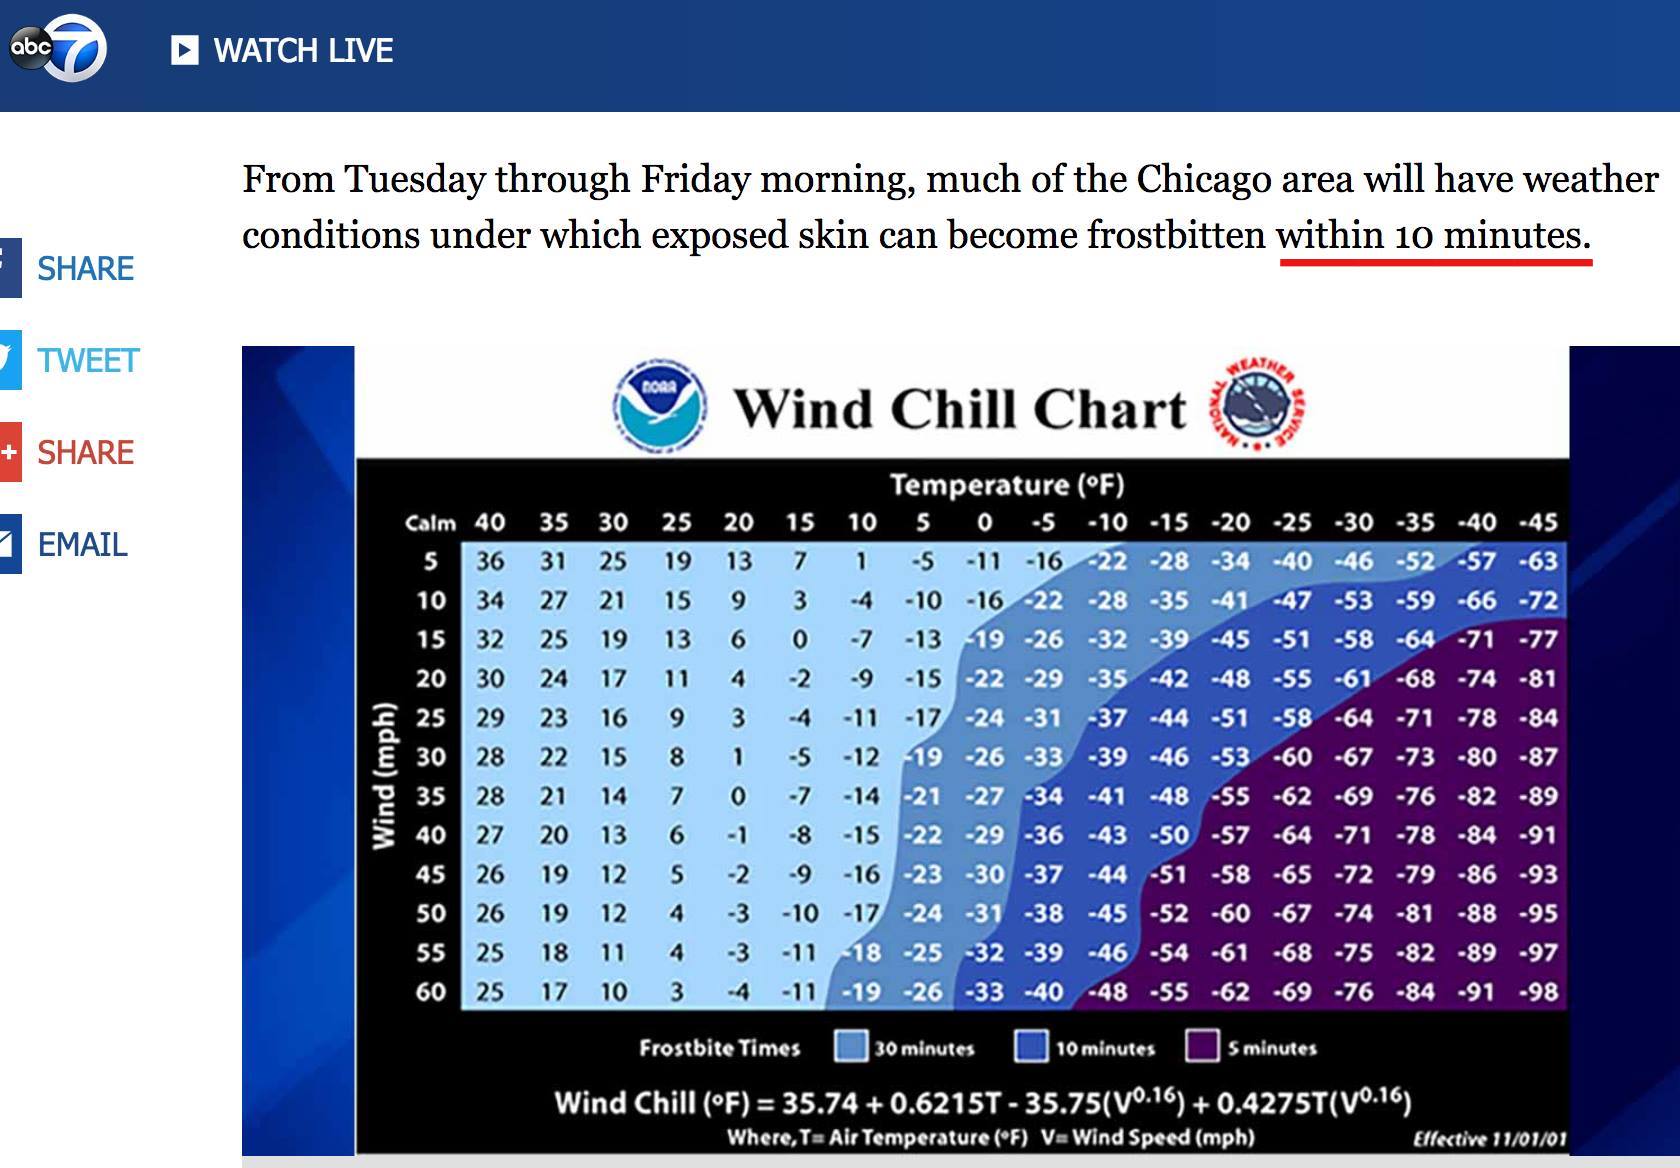 abc 7
WATCH LIVE
From Tuesday through Friday morning, much of the Chicago area will have weather
conditions under which exposed skin can become frostbitten within 10 minutes.
SHARE
TWEET
+ SHARE
EMAIL
NOAA
Wind Chill Chart
NATIONAL WEATHER SERVICE
Temperature (°F)
Calm 40 35 30 25 20 15 10 5 0 -5 -10 -15 -20 -25 -30 -35 -40 -45
Wind (mph)
5 36 31 25 19 13 7 1 -5 -11 -16 -22 -28 -34 -40 -46 -52 -57 -63
10 34 27 21 15 9 3 -4 -10 -16 -22 -28 -35 -41 -47 -53 -59 -66 -72
15 32 25 19 13 6 0 -7 -13 -19 -26 -32 -39 -45 -51 -58 -64 -71 -77
20 30 24 17 11 4 -2 -9 -15 -22 -29 -35 -42 -48 -55 -61 -68 -74 -81
25 29 23 16 9 3 -4 -11 -17 -24 -31 -37 -44 -51 -58 -64 -71 -78 -84
30 28 22 15 8 1 -5 -12 -19 -26 -33 -39 -46 -53 -60 -67 -73 -80 -87
35 28 21 14 7 0 -7 -14 -21 -27 -34 -41 -48 -55 -62 -69 -76 -82 -89
40 27 20 13 6 -1 -8 -15 -22 -29 -36 -43 -50 -57 -64 -71 -78 -84 -91
45 26 19 12 5 -2 -9 -16 -23 -30 -37 -44 -51 -58 -65 -72 -79 -86 -93
50 26 19 12 4 -3 -10 -17 -24 -31 -38 -45 -52 -60 -67 -74 -81 -88 -95
55 25 18 11 4 -3 -11 -18 -25 -32 -39 -46 -54 -61 -68 -75 -82 -89 -97
60 25 17 10 3 -4 -11 -19 -26 -33 -40 -48 -55 -62 -69 -76 -84 -91 -98
Frostbite Times 30 minutes 10 minutes 5 minutes
Wind Chill (°F) = 35.74 + 0.6215T - 35.75(V^0.16) + 0.4275T(V^0.16)
Where, T= Air Temperature (°F) V= Wind Speed (mph)
Effective 11/01/01